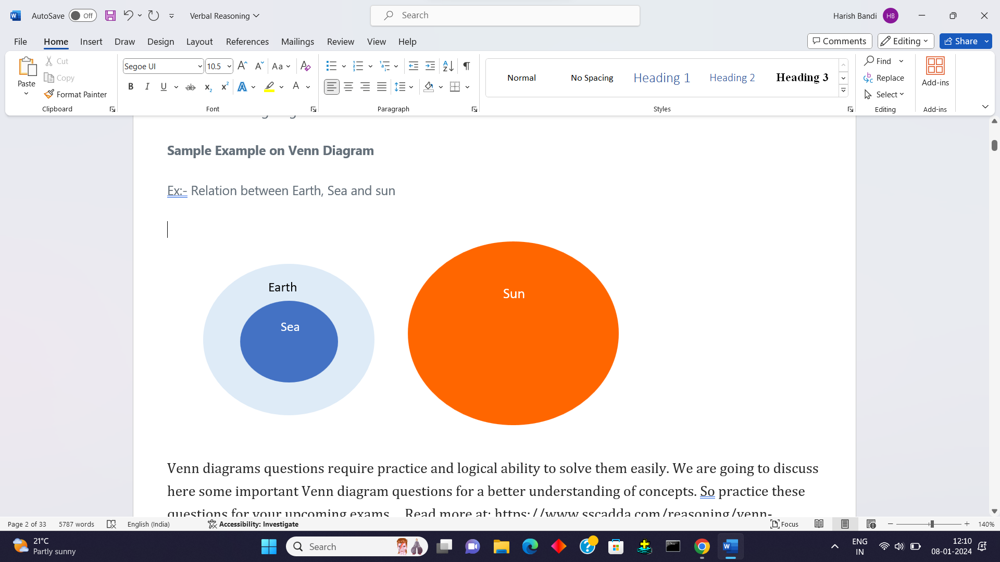 AutoSave Off Verbal Reasoning Search Harish Bandi HB
File Home Insert Draw Design Layout References Mailings Review View Help Comments Editing Share
Paste Cut Copy Format Painter
Clipboard
Segoe UI 10.5
Font
Paragraph
Normal No Spacing Heading 1 Heading 2 Heading 3
Styles
Find
Replace
Select
Editing
Add-ins
Add-ins
Sample Example on Venn Diagram
Ex:- Relation between Earth, Sea and sun
Earth
Sea
Sun
Venn diagrams questions require practice and logical ability to solve them easily. We are going to discuss
here some important Venn diagram questions for a better understanding of concepts. So practice these
questions for your upcoming exams. Read more at: https://www.sscadda.com/reasoning/venn-
Page 2 of 33 5787 words English (India) Accessibility: Investigate Focus 140%
21°C
Partly sunny
Search
ENG
IN
12:10
08-01-2024